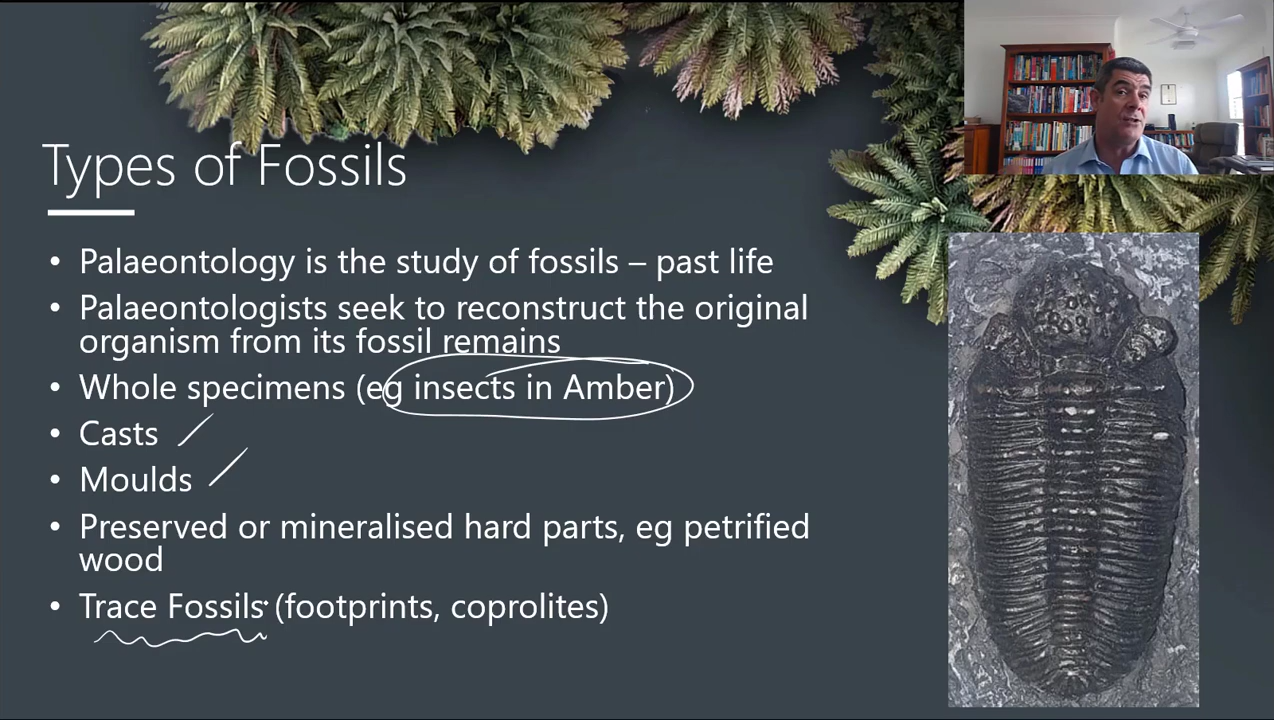 Types of Fossils
• Palaeontology is the study of fossils – past life
• Palaeontologists seek to reconstruct the original
organism from its fossil remains
• Whole specimens (eg insects in Amber)
• Casts
• Moulds
• Preserved or mineralised hard parts, eg petrified
wood
• Trace Fossils (footprints, coprolites)